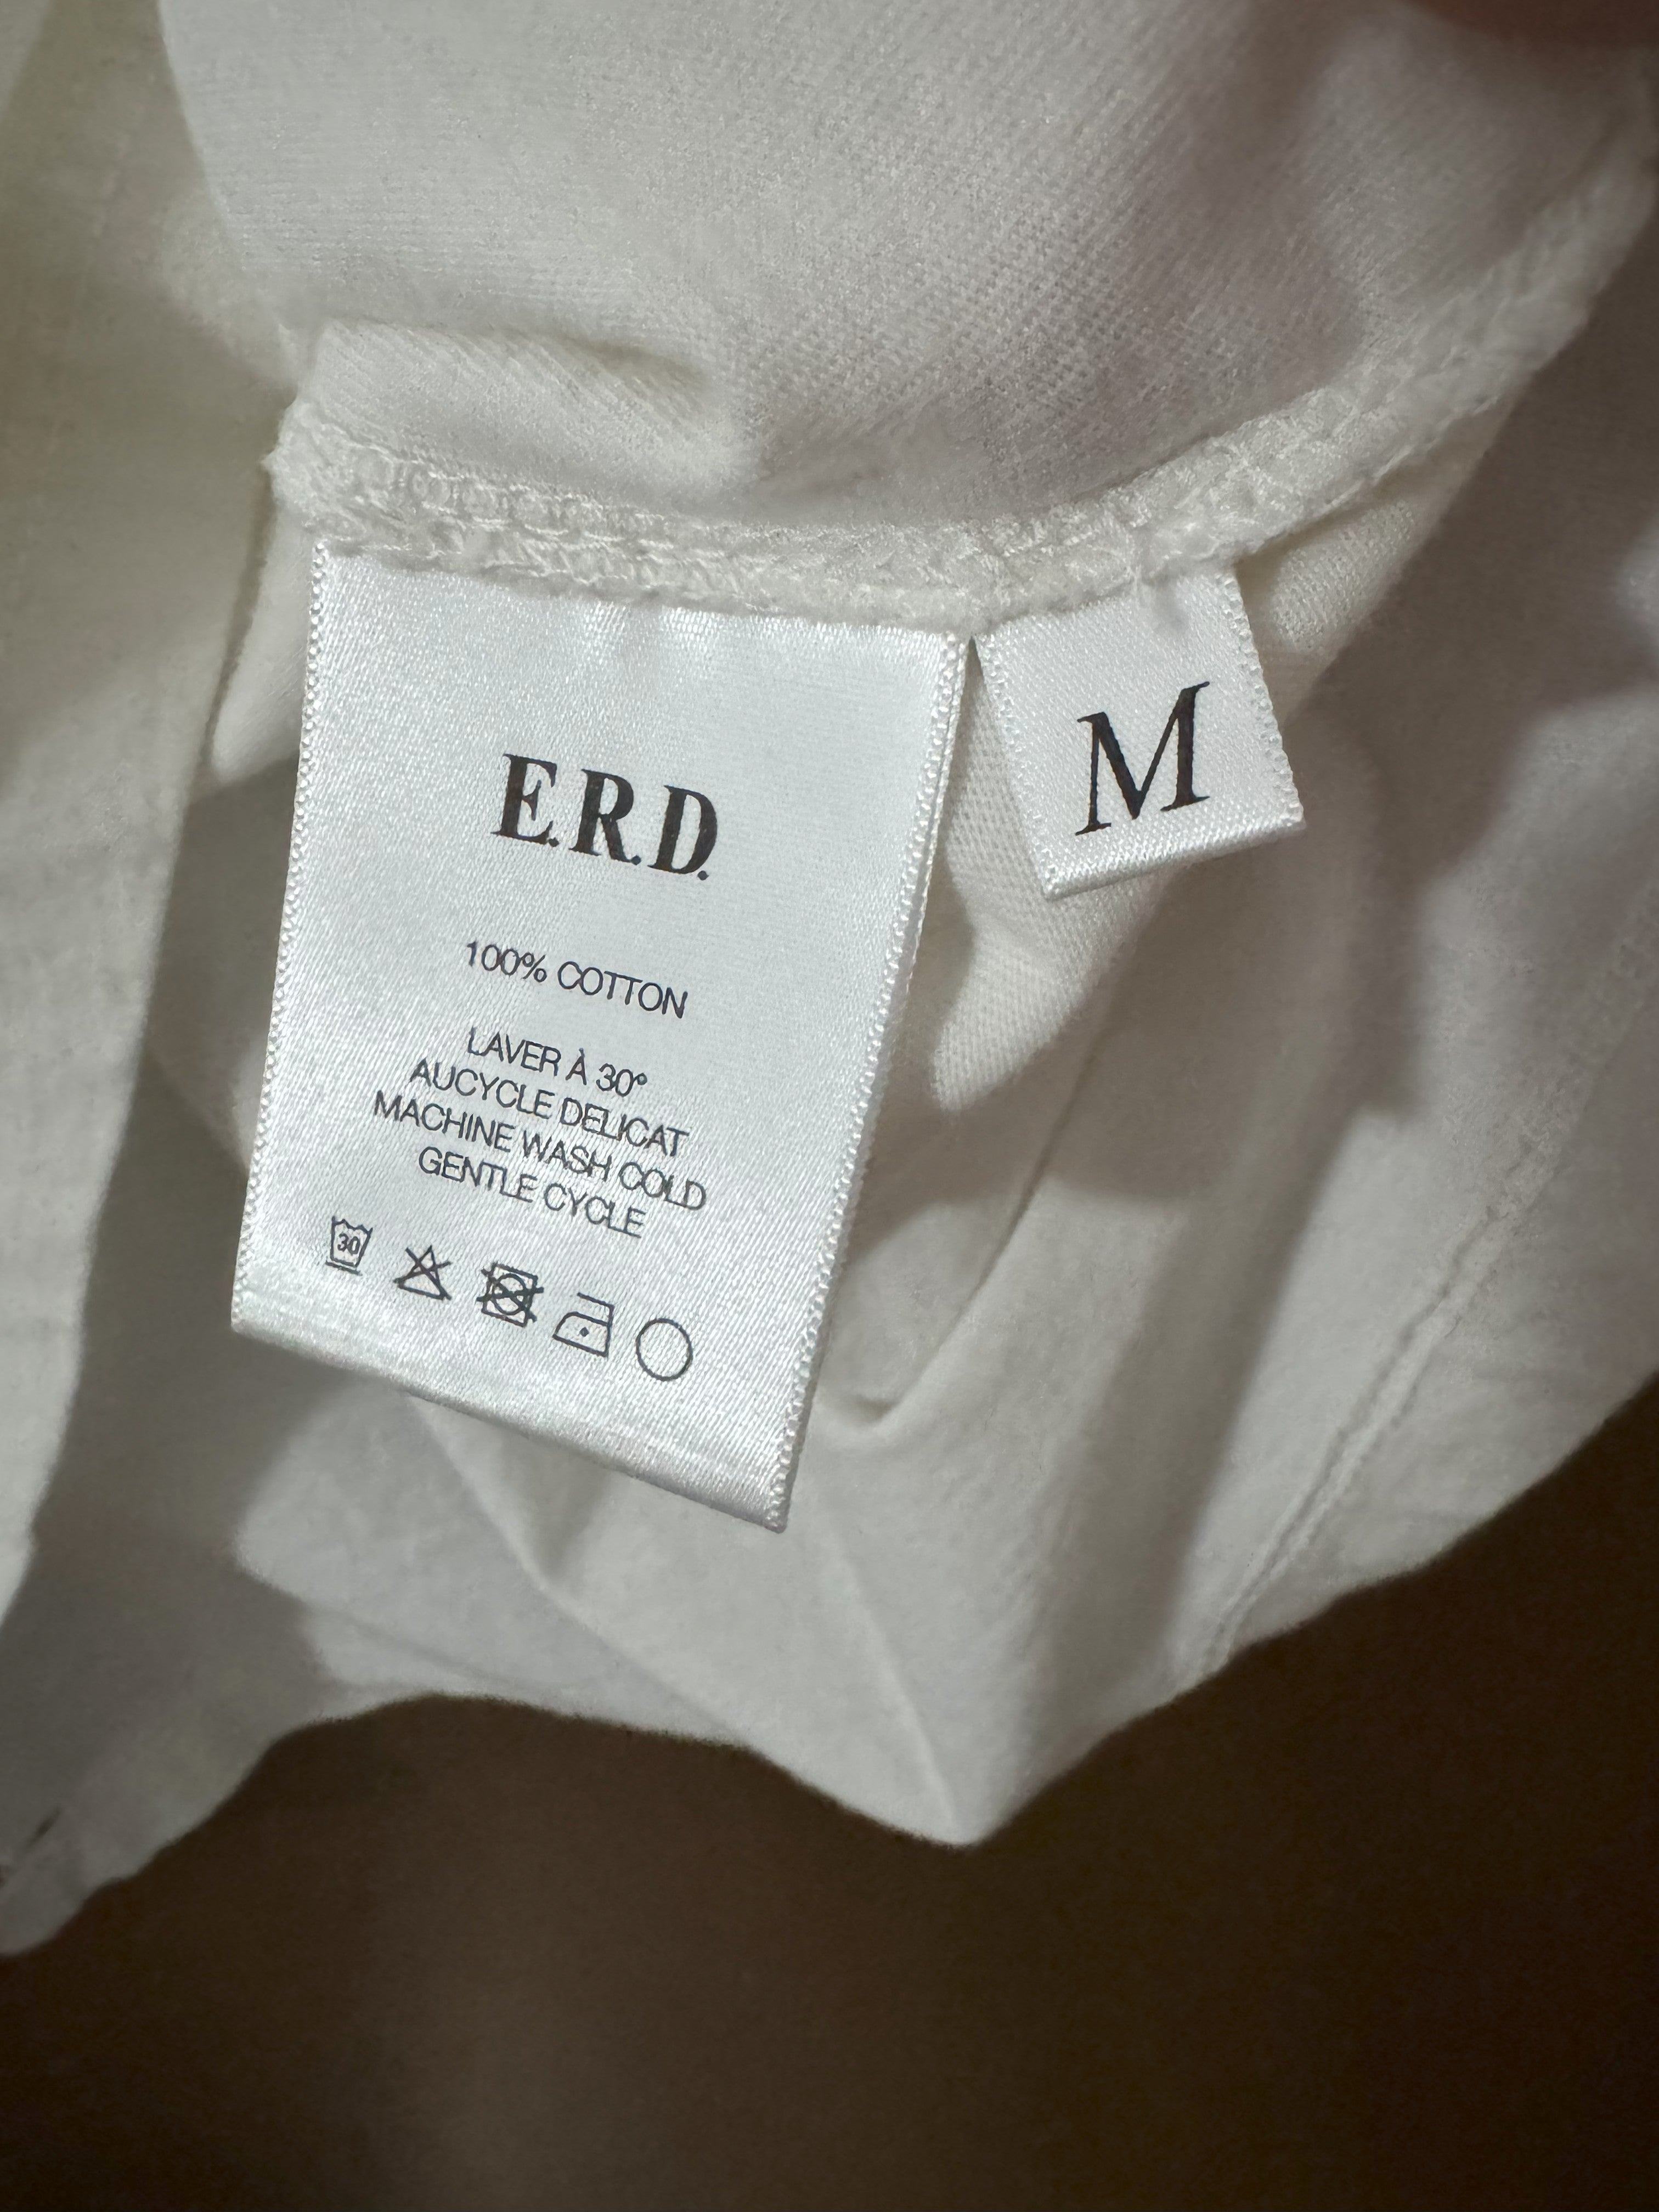 E.R.D.
M
100% COTTON
LAVER À 30°
AUCYCLE DELICAT
MACHINE WASH COLD
GENTLE CYCLE
30